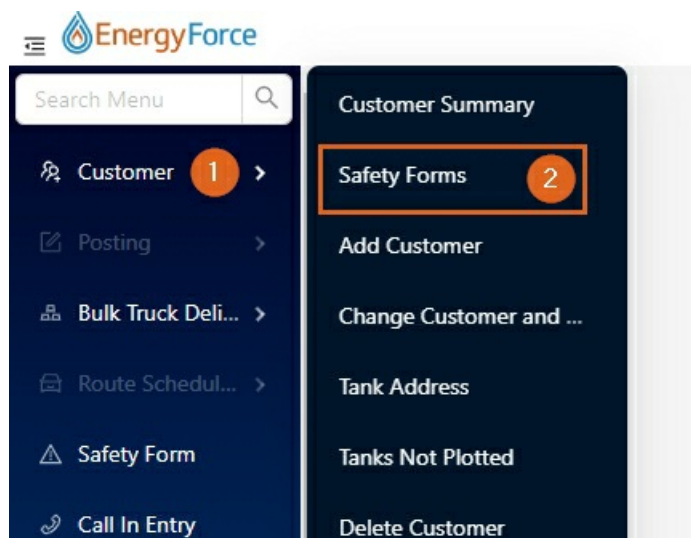 EnergyForce
Search Menu
Customer 1
Posting
Bulk Truck Deli...
Route Schedul...
Safety Form
Call In Entry
Customer Summary
Safety Forms 2
Add Customer
Change Customer and ...
Tank Address
Tanks Not Plotted
Delete Customer